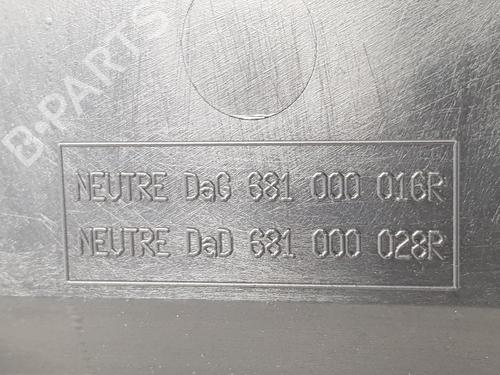 B-PARTS
NEUTRE DaG 681 000 016R
NEUTRE DaD 681 000 028R